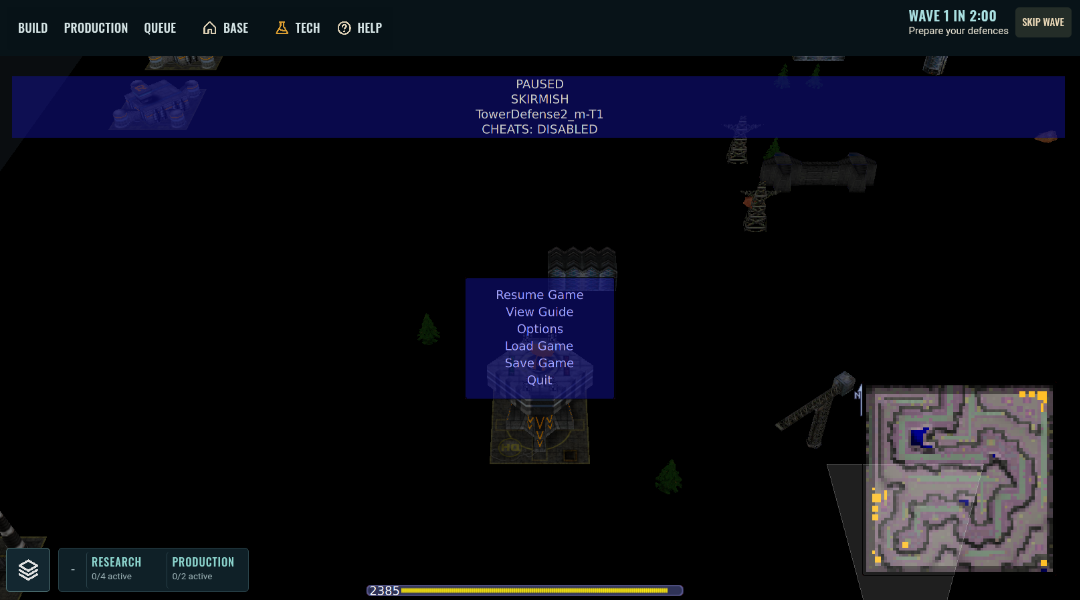 BUILD PRODUCTION QUEUE BASE TECH HELP
WAVE 1 IN 2:00
Prepare your defences
SKIP WAVE
PAUSED
SKIRMISH
TowerDefense2_m-T1
CHEATS: DISABLED
Resume Game
View Guide
Options
Load Game
Save Game
Quit
HQ
N
- RESEARCH PRODUCTION
0/4 active 0/2 active
2385